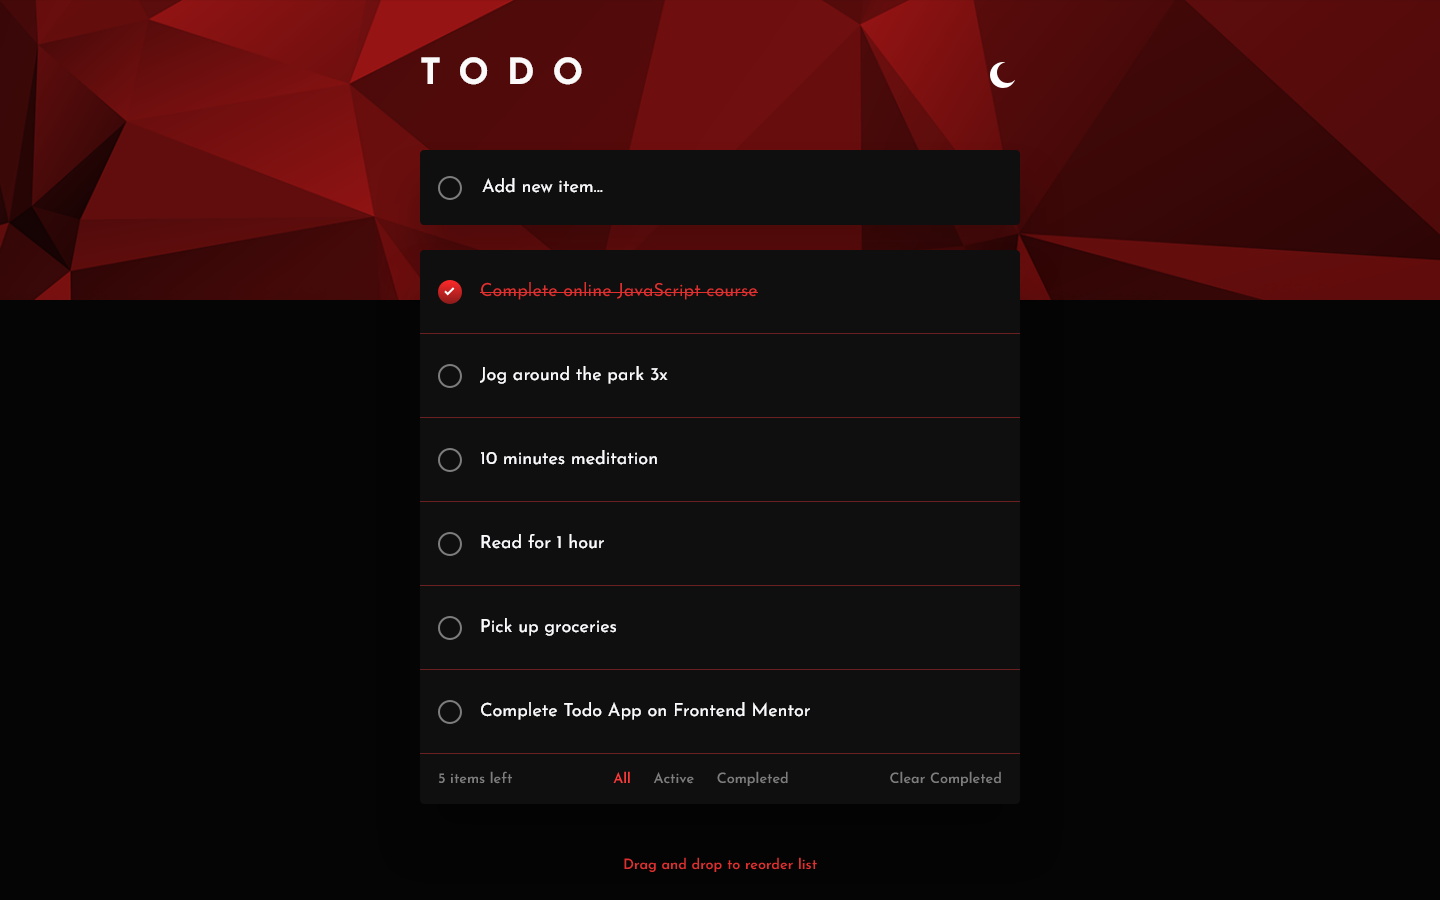 TODO
Add new item...
Complete online JavaScript course
Jog around the park 3x
10 minutes meditation
Read for 1 hour
Pick up groceries
Complete Todo App on Frontend Mentor
5 items left All Active Completed Clear Completed
Drag and drop to reorder list